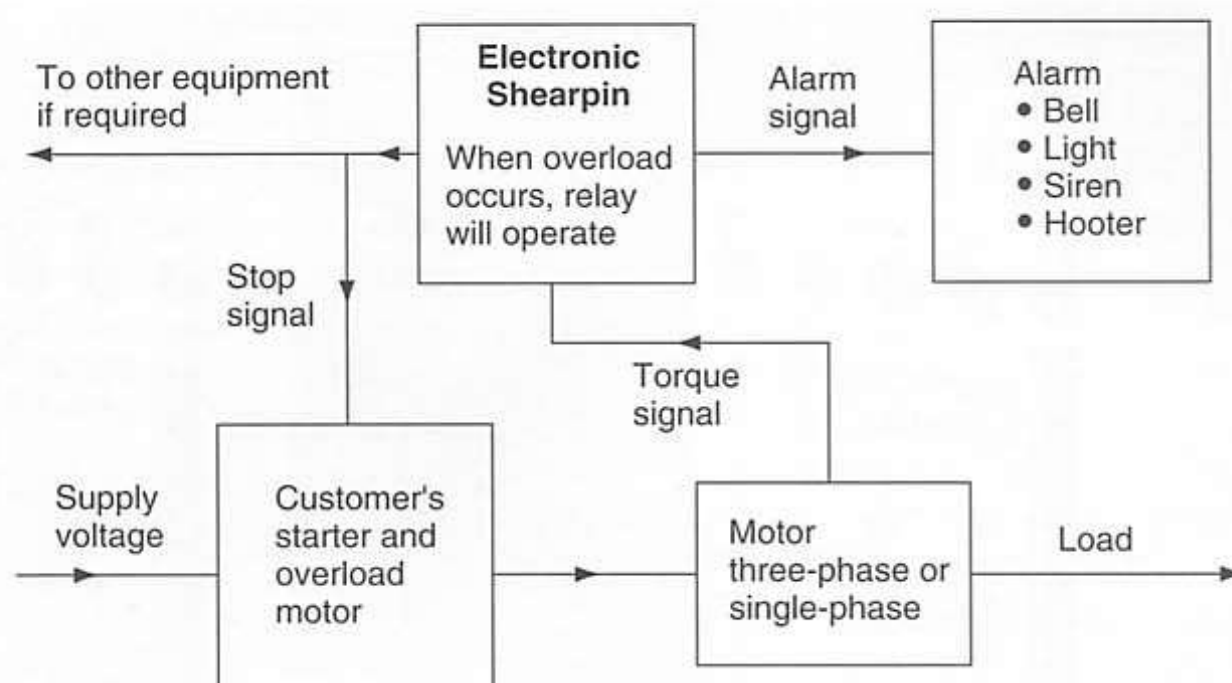 To other equipment
if required
Electronic
Shearpin
When overload
occurs, relay
will operate
Alarm
signal
Alarm
• Bell
• Light
• Siren
• Hooter
Stop
signal
Torque
signal
Supply
voltage
Customer's
starter and
overload
motor
Motor
three-phase or
single-phase
Load